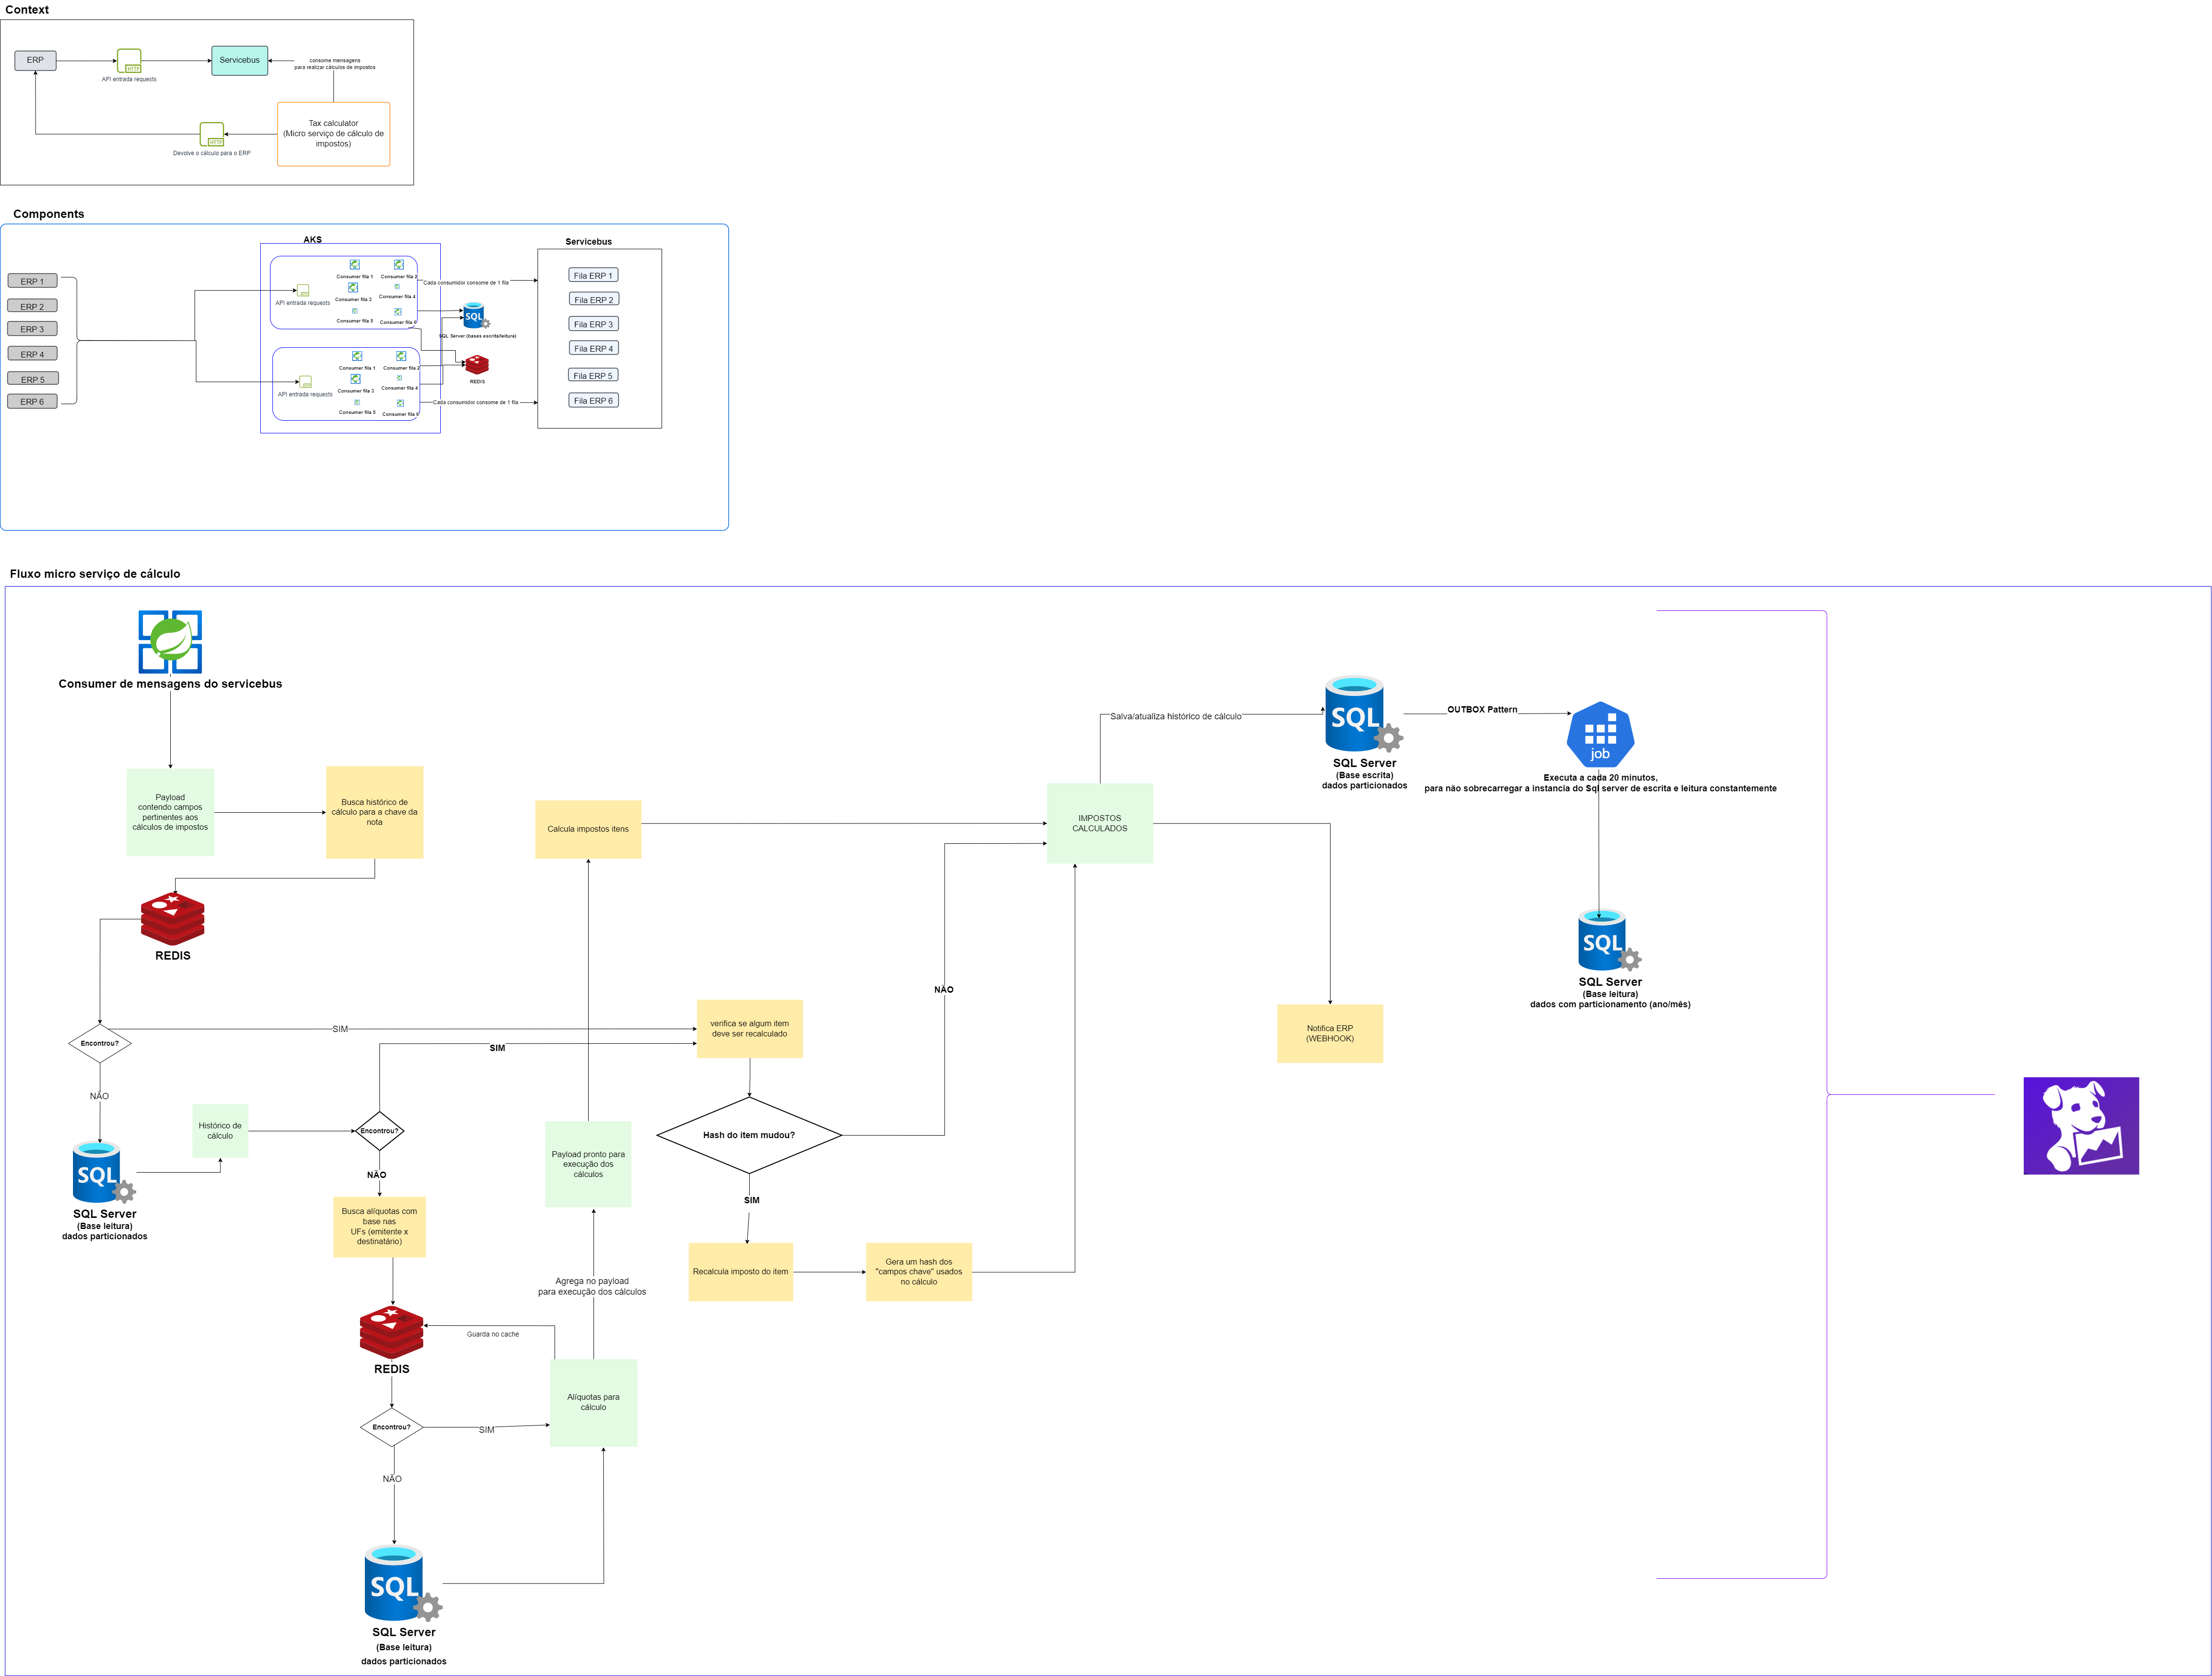 Context
ERP
HTTP
API entrada requests
Servicebus
consome mensagens
para realizar cálculos de impostos
Tax calculator
(Micro serviço de cálculo de
impostos)
HTTP
Devolve o cálculo para o ERP
Components
ERP 1
ERP 2
ERP 3
ERP 4
ERP 5
ERP 6
AKS
API entrada requests
Consumer fila 1
Consumer fila 2
Consumer fila 3
Consumer fila 4
Consumer fila 5
Consumer fila 6
API entrada requests
Consumer fila 1
Consumer fila 2
Consumer fila 3
Consumer fila 4
Consumer fila 5
Consumer fila 6
Cada consumidor consome de 1 fila
SQL
SQL Server (bases escrita/leitura)
REDIS
Cada consumidor consome de 1 fila
Servicebus
Fila ERP 1
Fila ERP 2
Fila ERP 3
Fila ERP 4
Fila ERP 5
Fila ERP 6
Fluxo micro serviço de cálculo
Consumer de mensagens do servicebus
Payload
contendo campos
pertinentes aos
cálculos de impostos
Busca histórico de
cálculo para a chave da
nota
REDIS
Encontrou?
SIM
NÃO
SQL
SQL Server
(Base leitura)
dados particionados
Histórico de
cálculo
Encontrou?
SIM
NÃO
Busca alíquotas com
base nas
UFs (emitente x
destinatário)
REDIS
Guarda no cache
Encontrou?
SIM
NÃO
SQL
SQL Server
(Base leitura)
dados particionados
Alíquotas para
cálculo
Agrega no payload
para execução dos cálculos
Payload pronto para
execução dos
cálculos
Calcula impostos itens
verifica se algum item
deve ser recalculado
Hash do item mudou?
NÃO
SIM
Recalcula imposto do item
Gera um hash dos
"campos chave" usados
no cálculo
IMPOSTOS
CALCULADOS
Salva/atualiza histórico de cálculo
SQL
SQL Server
(Base escrita)
dados particionados
OUTBOX Pattern
job
Executa a cada 20 minutos,
para não sobrecarregar a instancia do Sql server de escrita e leitura constantemente
SQL
SQL Server
(Base leitura)
dados com particionamento (ano/mês)
Notifica ERP
(WEBHOOK)